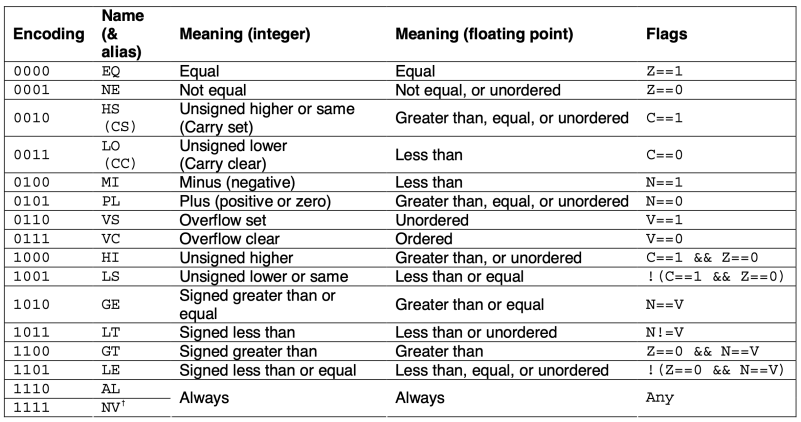 Encoding Name (& alias) Meaning (integer) Meaning (floating point) Flags
0000 EQ Equal Equal Z==1
0001 NE Not equal Not equal, or unordered Z==0
0010 HS (CS) Unsigned higher or same (Carry set) Greater than, equal, or unordered C==1
0011 LO (CC) Unsigned lower (Carry clear) Less than C==0
0100 MI Minus (negative) Less than N==1
0101 PL Plus (positive or zero) Greater than, equal, or unordered N==0
0110 VS Overflow set Unordered V==1
0111 VC Overflow clear Ordered V==0
1000 HI Unsigned higher Greater than, or unordered C==1 && Z==0
1001 LS Unsigned lower or same Less than or equal !(C==1 && Z==0)
1010 GE Signed greater than or equal Greater than or equal N==V
1011 LT Signed less than Less than or unordered N!=V
1100 GT Signed greater than Greater than Z==0 && N==V
1101 LE Signed less than or equal Less than, equal, or unordered !(Z==0 && N==V)
1110 AL Always Always Any
1111 NV†